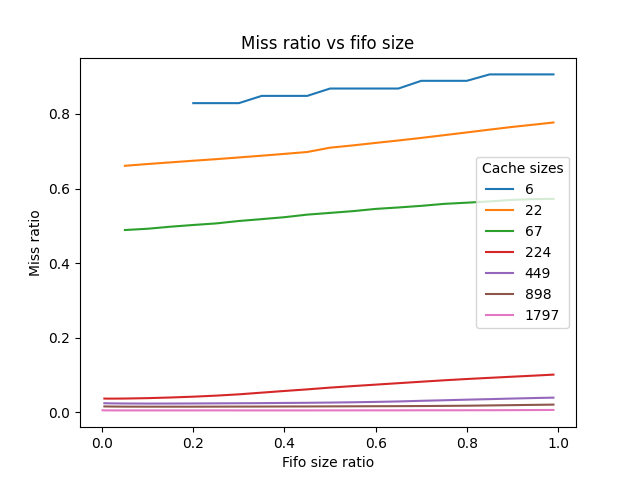 Miss ratio vs fifo size
Miss ratio
0.8
0.6
0.4
0.2
0.0
Cache sizes
6
22
67
224
449
898
1797
0.0 0.2 0.4 0.6 0.8 1.0
Fifo size ratio